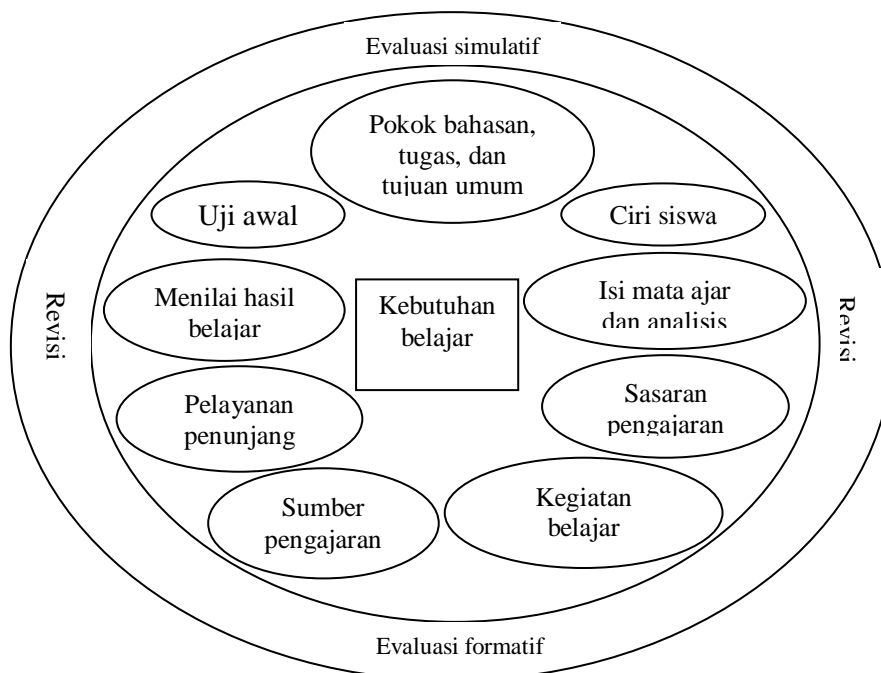 Evaluasi simulatif
Pokok bahasan,
tugas, dan
tujuan umum
Uji awal
Ciri siswa
Menilai hasil
belajar
Kebutuhan
belajar
Isi mata ajar
dan analisis
Revisi
Revisi
Pelayanan
penunjang
Sasaran
pengajaran
Sumber
pengajaran
Kegiatan
belajar
Evaluasi formatif